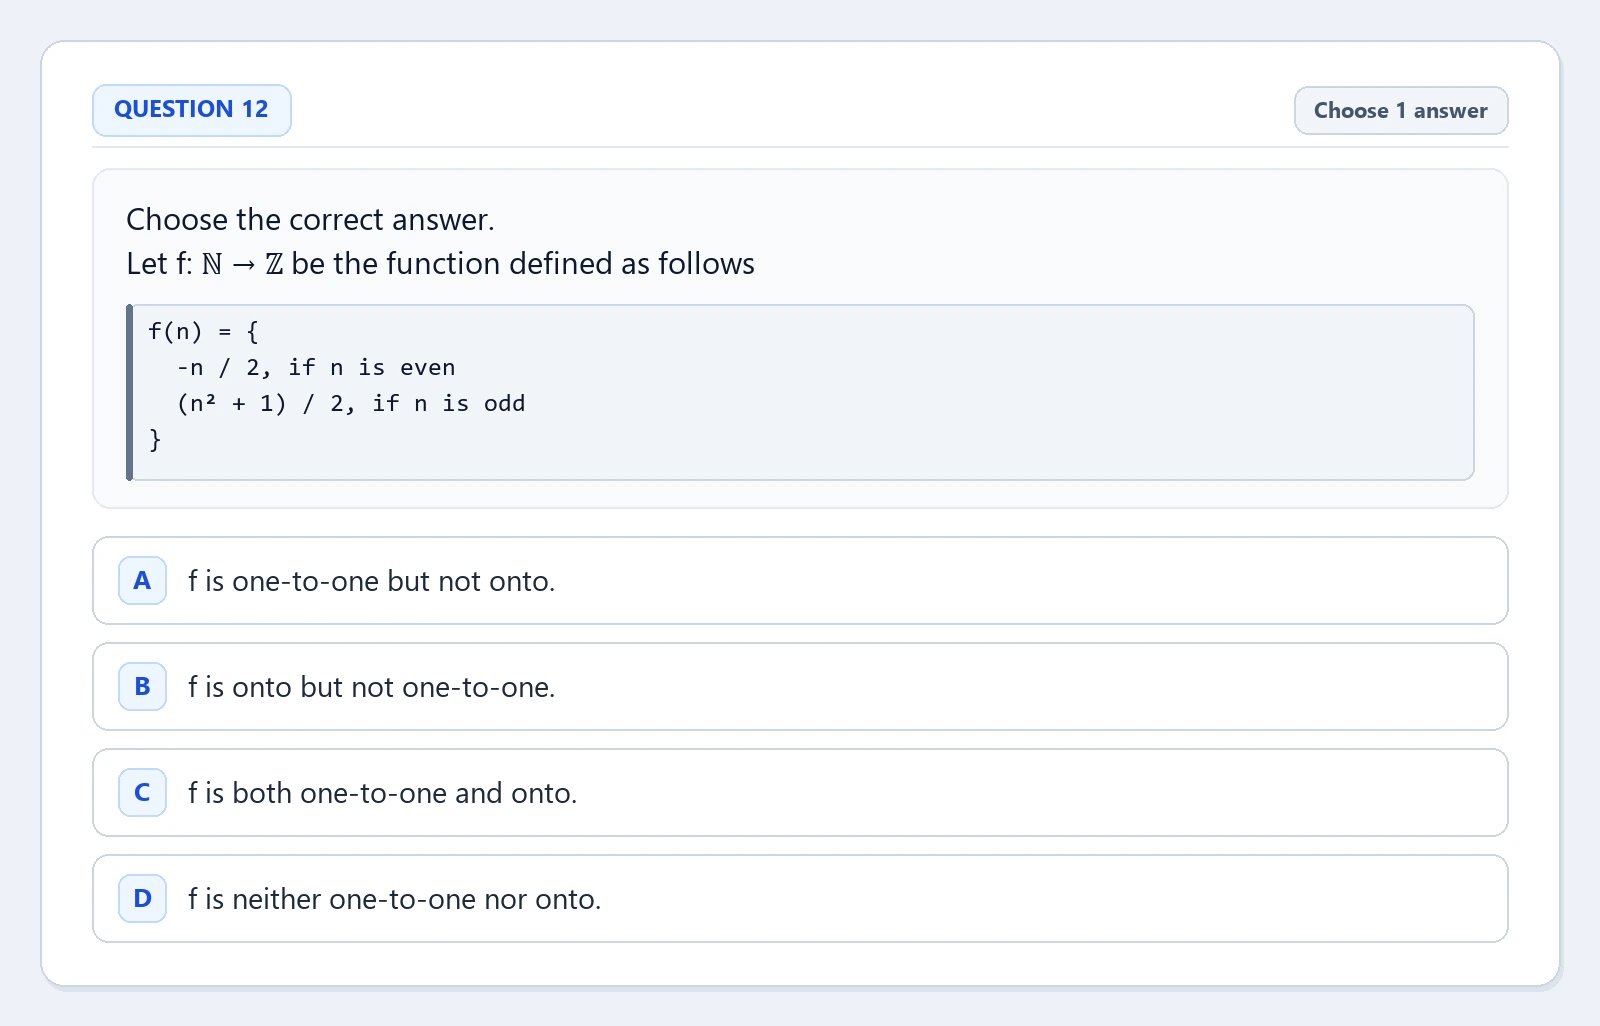 QUESTION 12
Choose 1 answer
Choose the correct answer.
Let f: ℕ → ℤ be the function defined as follows
f(n) = {
  -n / 2, if n is even
  (n² + 1) / 2, if n is odd
}
A f is one-to-one but not onto.
B f is onto but not one-to-one.
C f is both one-to-one and onto.
D f is neither one-to-one nor onto.